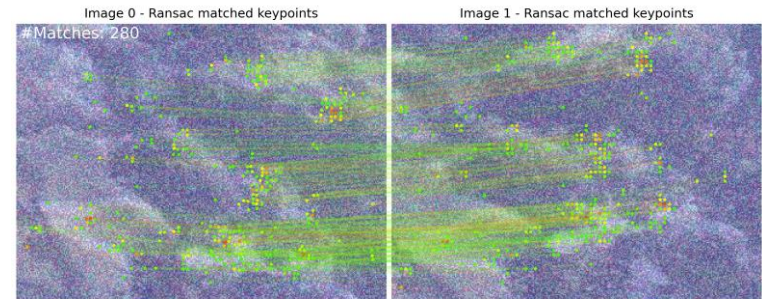 Image 0 - Ransac matched keypoints
Image 1 - Ransac matched keypoints
#Matches: 280